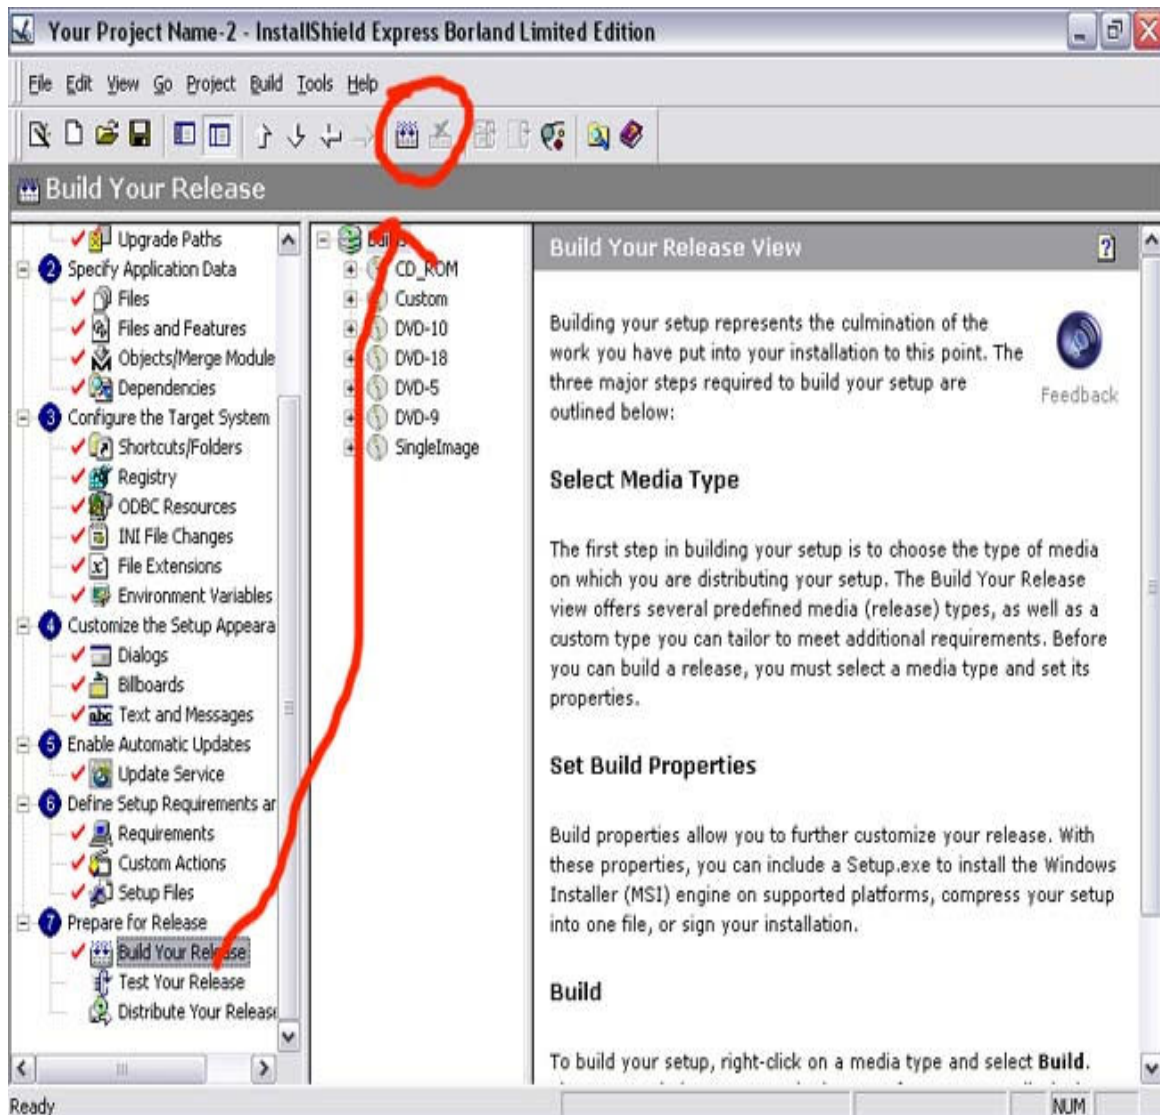 Your Project Name-2 - InstallShield Express Borland Limited Edition
File Edit View Go Project Build Tools Help
Build Your Release
Upgrade Paths
2 Specify Application Data
Files
Files and Features
Objects/Merge Module
Dependencies
3 Configure the Target System
Shortcuts/Folders
Registry
ODBC Resources
INI File Changes
File Extensions
Environment Variables
4 Customize the Setup Appeara
Dialogs
Billboards
abc Text and Messages
5 Enable Automatic Updates
Update Service
6 Define Setup Requirements ar
Requirements
Custom Actions
Setup Files
7 Prepare for Release
Build Your Release
Test Your Release
Distribute Your Release
CD_ROM
Custom
DVD-10
DVD-18
DVD-5
DVD-9
SingleImage
Build Your Release View
?
Building your setup represents the culmination of the
work you have put into your installation to this point. The
three major steps required to build your setup are
outlined below:
Feedback
Select Media Type
The first step in building your setup is to choose the type of media
on which you are distributing your setup. The Build Your Release
view offers several predefined media (release) types, as well as a
custom type you can tailor to meet additional requirements. Before
you can build a release, you must select a media type and set its
properties.
Set Build Properties
Build properties allow you to further customize your release. With
these properties, you can include a Setup.exe to install the Windows
Installer (MSI) engine on supported platforms, compress your setup
into one file, or sign your installation.
Build
To build your setup, right-click on a media type and select Build.
Ready
NUM